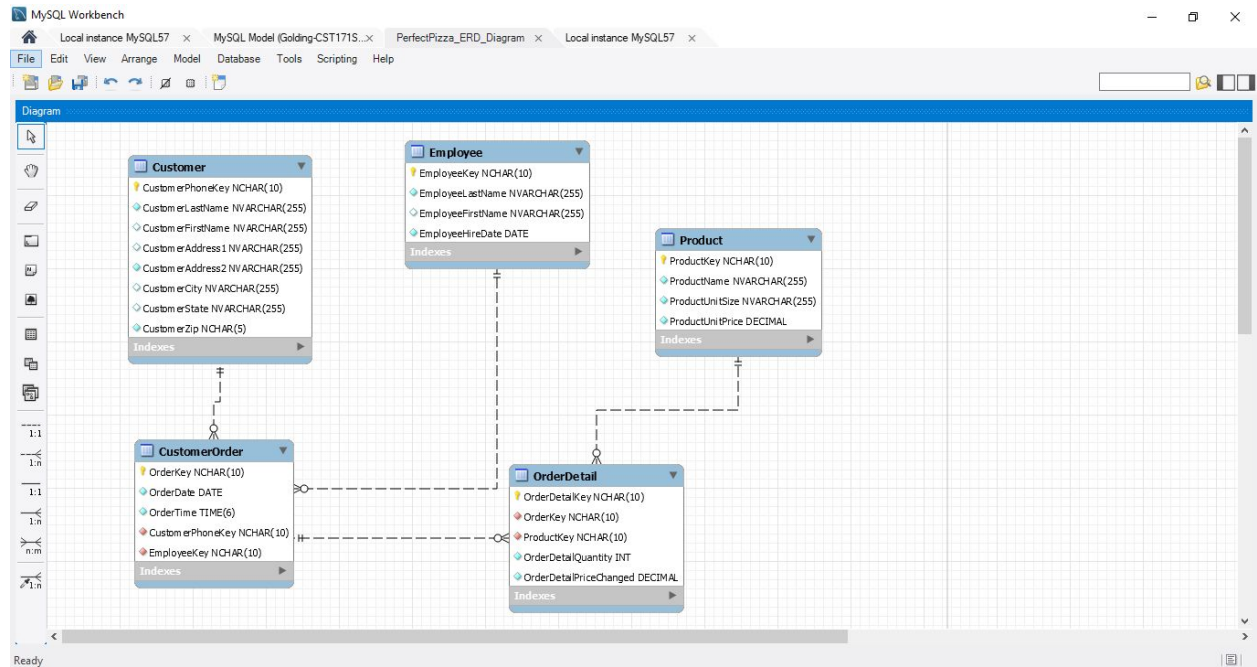 MySQL Workbench
Local instance MySQL57 MySQL Model (Golding-CST171S... PerfectPizza_ERD_Diagram Local instance MySQL57
File Edit View Arrange Model Database Tools Scripting Help
Diagram
Customer
CustomerPhoneKey NCHAR(10)
CustomerLastName NVARCHAR(255)
CustomerFirstName NVARCHAR(255)
CustomerAddress1 NVARCHAR(255)
CustomerAddress2 NVARCHAR(255)
CustomerCity NVARCHAR(255)
CustomerState NVARCHAR(255)
CustomerZip NCHAR(5)
Indexes
Employee
EmployeeKey NCHAR(10)
EmployeeLastName NVARCHAR(255)
EmployeeFirstName NVARCHAR(255)
EmployeeHireDate DATE
Indexes
Product
ProductKey NCHAR(10)
ProductName NVARCHAR(255)
ProductUnitSize NVARCHAR(255)
ProductUnitPrice DECIMAL
Indexes
CustomerOrder
OrderKey NCHAR(10)
OrderDate DATE
OrderTime TIME(6)
CustomerPhoneKey NCHAR(10)
EmployeeKey NCHAR(10)
Indexes
OrderDetail
OrderDetailKey NCHAR(10)
OrderKey NCHAR(10)
ProductKey NCHAR(10)
OrderDetailQuantity INT
OrderDetailPriceChanged DECIMAL
Indexes
1:1
1:n
1:1
1:n
n:m
1:n
Ready